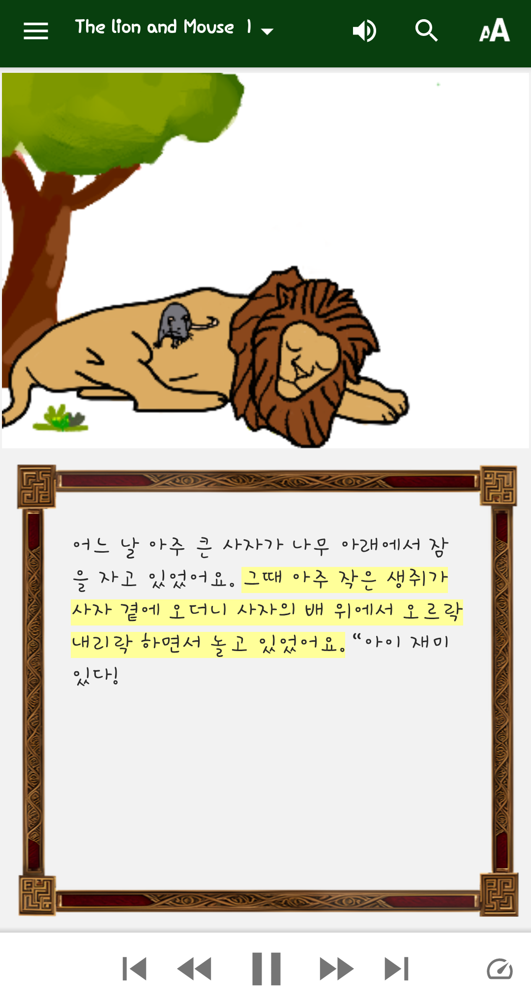 The lion and Mouse 1
AA
어느 날 아주 큰 사자가 나무 아래에서 잠
을 자고 있었어요. 그때 아주 작은 생쥐가
사자 곁에 오더니 사자의 배 위에서 오르락
내리락 하면서 놀고 있었어요. “아이 재미
있다!